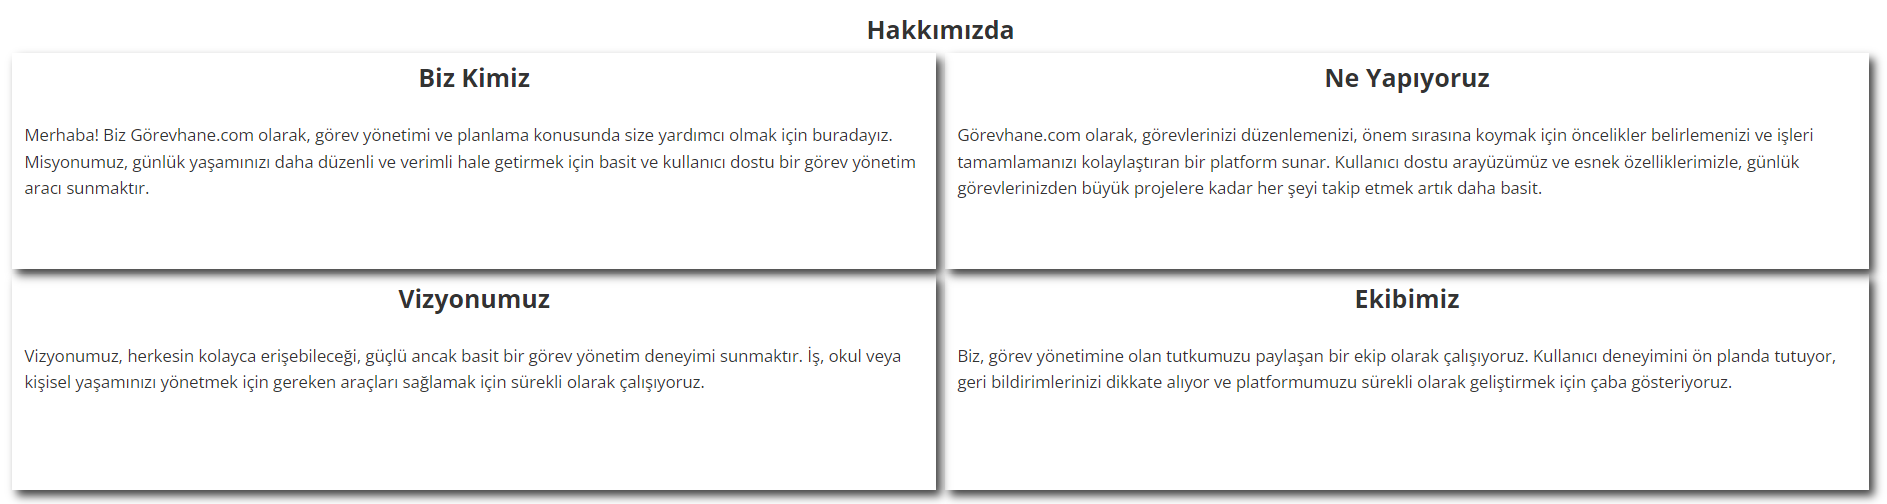 Hakkımızda
Biz Kimiz
Merhaba! Biz Görevhane.com olarak, görev yönetimi ve planlama konusunda size yardımcı olmak için buradayız.
Misyonumuz, günlük yaşamınızı daha düzenli ve verimli hale getirmek için basit ve kullanıcı dostu bir görev yönetim
aracı sunmaktır.
Ne Yapıyoruz
Görevhane.com olarak, görevlerinizi düzenlemenizi, önem sırasına koymak için öncelikler belirlemenizi ve işleri
tamamlamanızı kolaylaştıran bir platform sunar. Kullanıcı dostu arayüzümüz ve esnek özelliklerimizle, günlük
görevlerinizden büyük projelere kadar her şeyi takip etmek artık daha basit.
Vizyonumuz
Vizyonumuz, herkesin kolayca erişebileceği, güçlü ancak basit bir görev yönetim deneyimi sunmaktır. İş, okul veya
kişisel yaşamınızı yönetmek için gereken araçları sağlamak için sürekli olarak çalışıyoruz.
Ekibimiz
Biz, görev yönetimine olan tutkumuzu paylaşan bir ekip olarak çalışıyoruz. Kullanıcı deneyimini ön planda tutuyor,
geri bildirimlerinizi dikkate alıyor ve platformumuzu sürekli olarak geliştirmek için çaba gösteriyoruz.